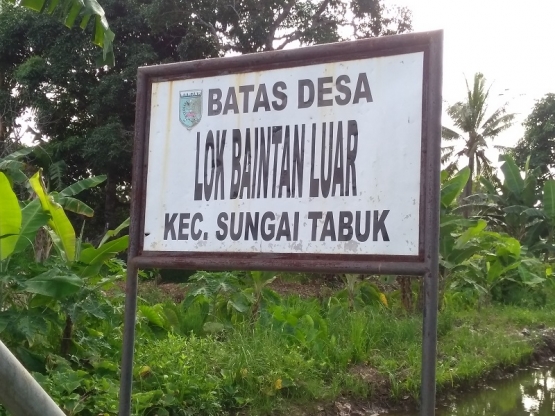 BATAS DESA
LOK BAINTAN LUAR
KEC. SUNGAI TABUK